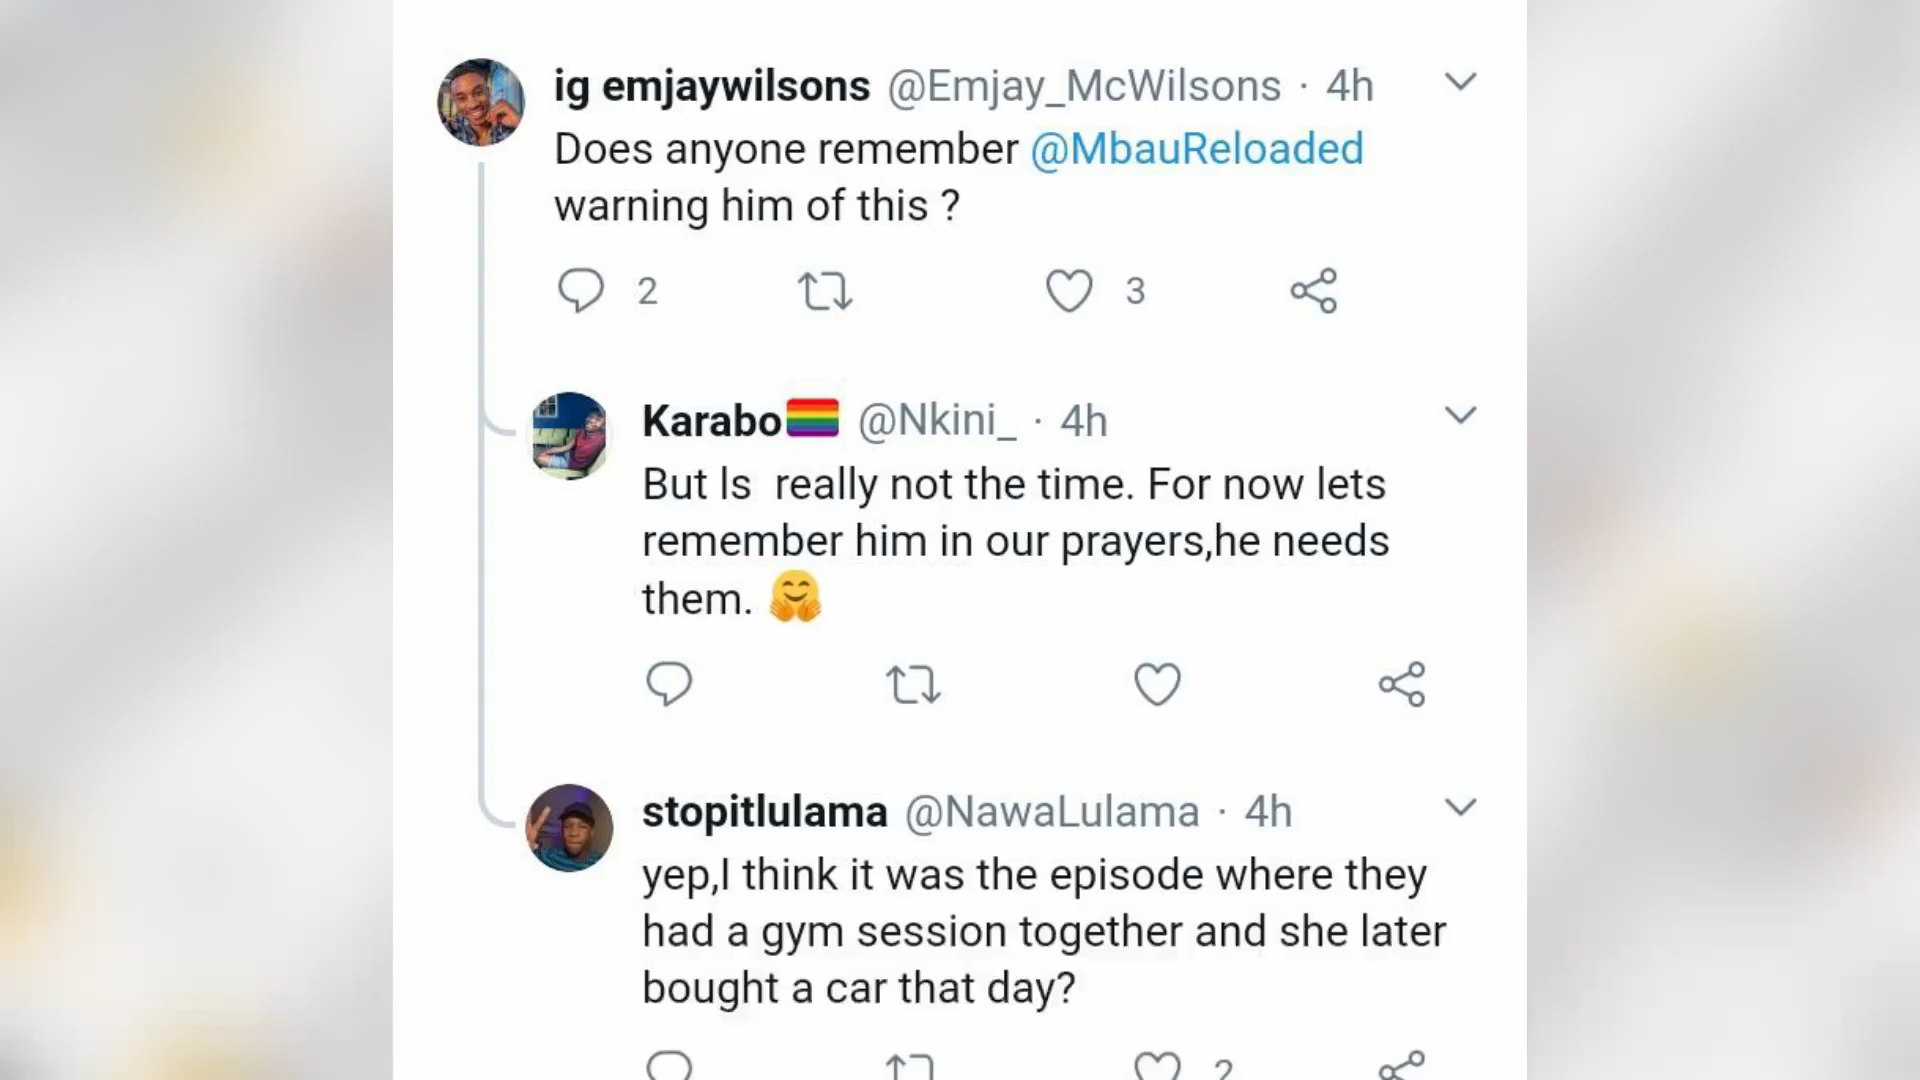 ig emjaywilsons @Emjay_McWilsons · 4h
Does anyone remember @MbauReloaded
warning him of this ?
2 3
Karabo🏳️‍🌈 @Nkini_ · 4h
But Is  really not the time. For now lets
remember him in our prayers,he needs
them. 🤗
stopitlulama @NawaLulama · 4h
yep,I think it was the episode where they
had a gym session together and she later
bought a car that day?
2